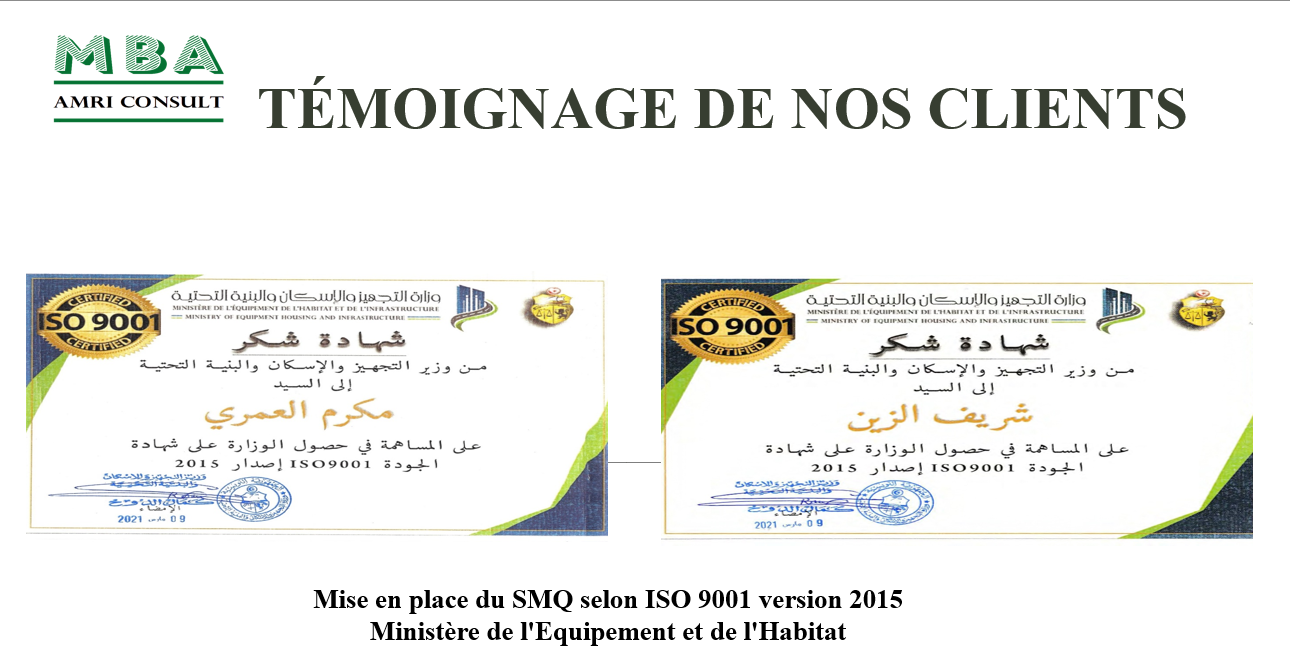 MBA
AMRI CONSULT
TÉMOIGNAGE DE NOS CLIENTS
CERTIFIED
ISO 9001
CERTIFIED
وزارة التجهيز والإسكان والبنية التحتية
MINISTÈRE DE L'ÉQUIPEMENT DE L'HABITAT ET DE L'INFRASTRUCTURE
MINISTRY OF EQUIPMENT HOUSING AND INFRASTRUCTURE
شهادة شكر
من وزير التجهيز والإسكان والبنية التحتية
إلى السيد
مكرم العمري
على المساهمة في حصول الوزارة على شهادة
الجودة ISO9001 إصدار 2015
الإمضاء
09 مارس 2021
CERTIFIED
ISO 9001
CERTIFIED
وزارة التجهيز والإسكان والبنية التحتية
MINISTÈRE DE L'ÉQUIPEMENT DE L'HABITAT ET DE L'INFRASTRUCTURE
MINISTRY OF EQUIPMENT HOUSING AND INFRASTRUCTURE
شهادة شكر
من وزير التجهيز والإسكان والبنية التحتية
إلى السيد
شريف الزين
على المساهمة في حصول الوزارة على شهادة
الجودة ISO9001 إصدار 2015
الإمضاء
09 مارس 2021
Mise en place du SMQ selon ISO 9001 version 2015
Ministère de l'Equipement et de l'Habitat